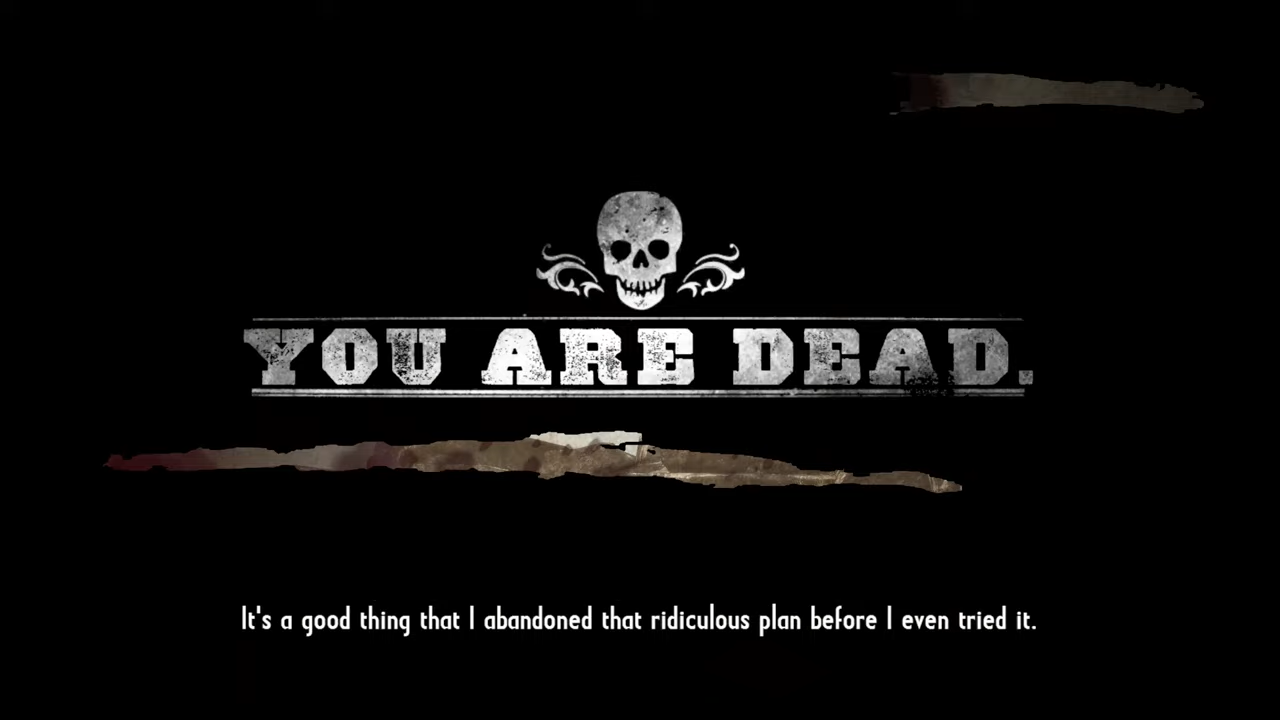 YOU ARE DEAD.
It's a good thing that I abandoned that ridiculous plan before I even tried it.